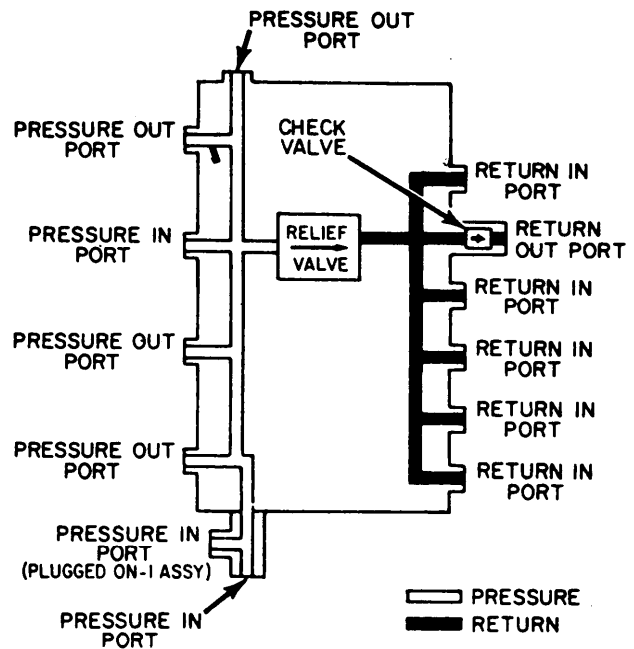 PRESSURE OUT
PORT
PRESSURE OUT
PORT
CHECK
VALVE
RETURN IN
PORT
PRESSURE IN
PORT
RELIEF
VALVE
RETURN
OUT PORT
RETURN IN
PORT
PRESSURE OUT
PORT
RETURN IN
PORT
RETURN IN
PORT
PRESSURE OUT
PORT
RETURN IN
PORT
PRESSURE IN
PORT
(PLUGGED ON-1 ASSY)
PRESSURE IN
PORT
PRESSURE
RETURN